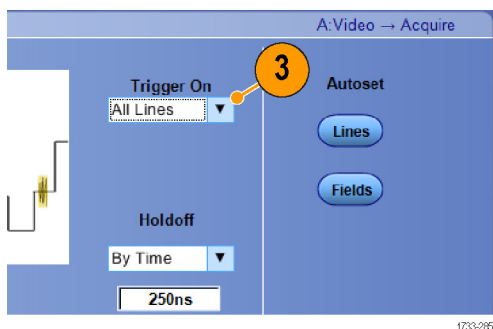 A:Video → Acquire
3
Trigger On
All Lines
Autoset
Lines
Fields
Holdoff
By Time
250ns
1733-285